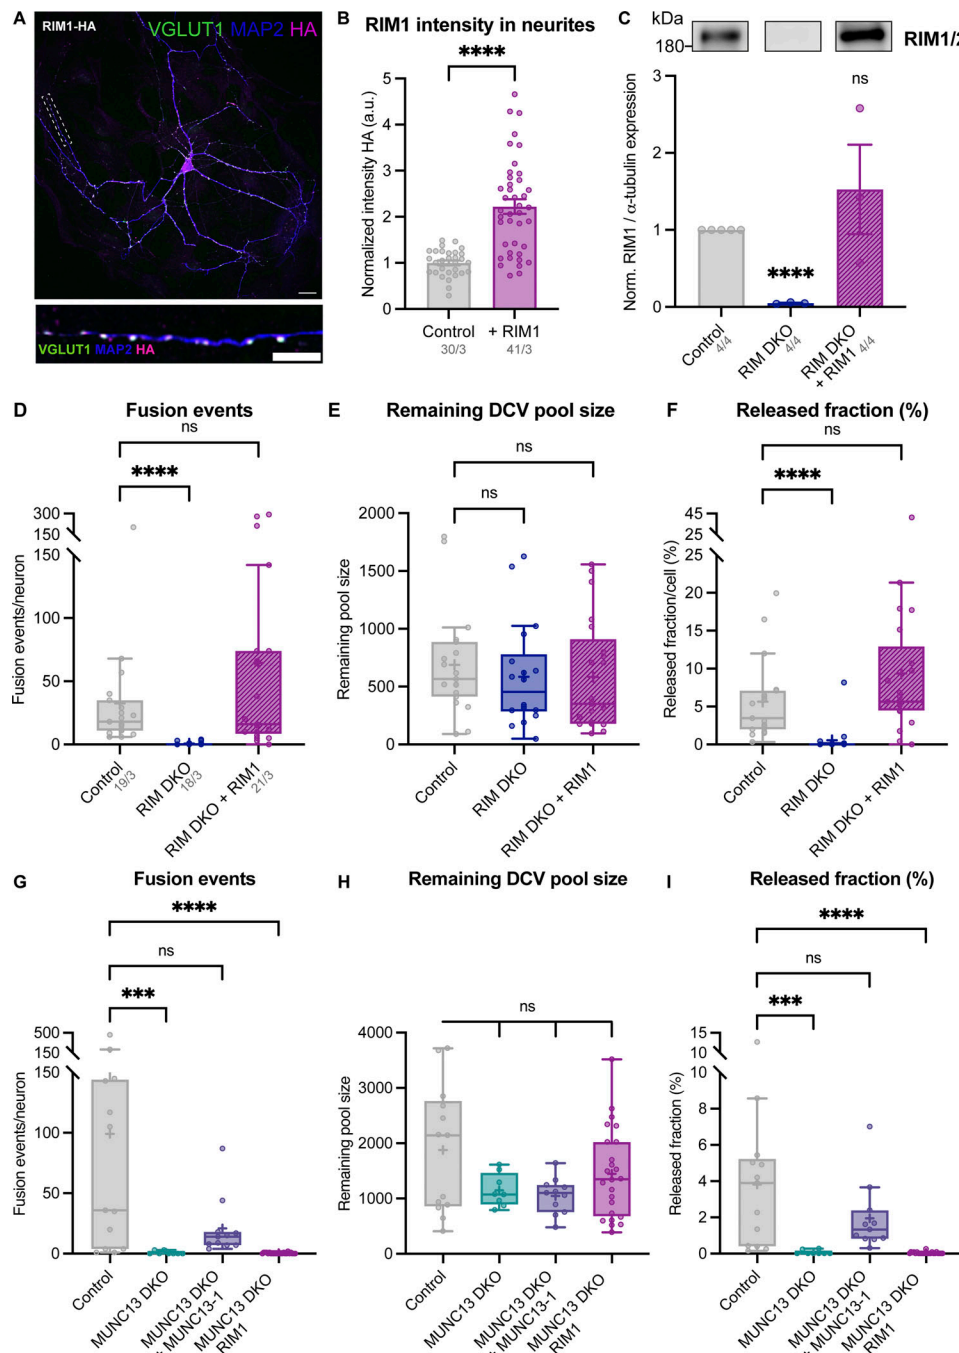 A
RIM1-HA
VGLUT1 MAP2 HA
VGLUT1 MAP2 HA
B
RIM1 intensity in neurites
****
Normalized intensity HA (a.u.)
5
4
3
2
1
0
Control
30/3
+ RIM1
41/3
C
kDa
180
RIM1/2
ns
Norm. RIM1 / α-tubulin expression
3
2
1
0
****
Control
4/4
RIM DKO
4/4
RIM DKO
+ RIM1
4/4
D
Fusion events
ns
****
Fusion events/neuron
300
150
150
100
50
0
Control
19/3
RIM DKO
18/3
RIM DKO + RIM1
21/3
E
Remaining DCV pool size
ns
ns
Remaining pool size
2000
1500
1000
500
0
Control
RIM DKO
RIM DKO + RIM1
F
Released fraction (%)
ns
****
Released fraction/cell (%)
45
25
20
15
10
5
0
Control
RIM DKO
RIM DKO + RIM1
G
Fusion events
****
ns
***
Fusion events/neuron
500
150
150
100
50
0
Control
MUNC13 DKO
MUNC13 DKO
+ MUNC13-1
MUNC13 DKO
RIM1
H
Remaining DCV pool size
ns
Remaining pool size
4000
3000
2000
1000
0
Control
MUNC13 DKO
MUNC13 DKO
+ MUNC13-1
MUNC13 DKO
RIM1
I
Released fraction (%)
****
ns
***
Released fraction (%)
15
10
8
6
4
2
0
Control
MUNC13 DKO
MUNC13 DKO
+ MUNC13-1
MUNC13 DKO
RIM1